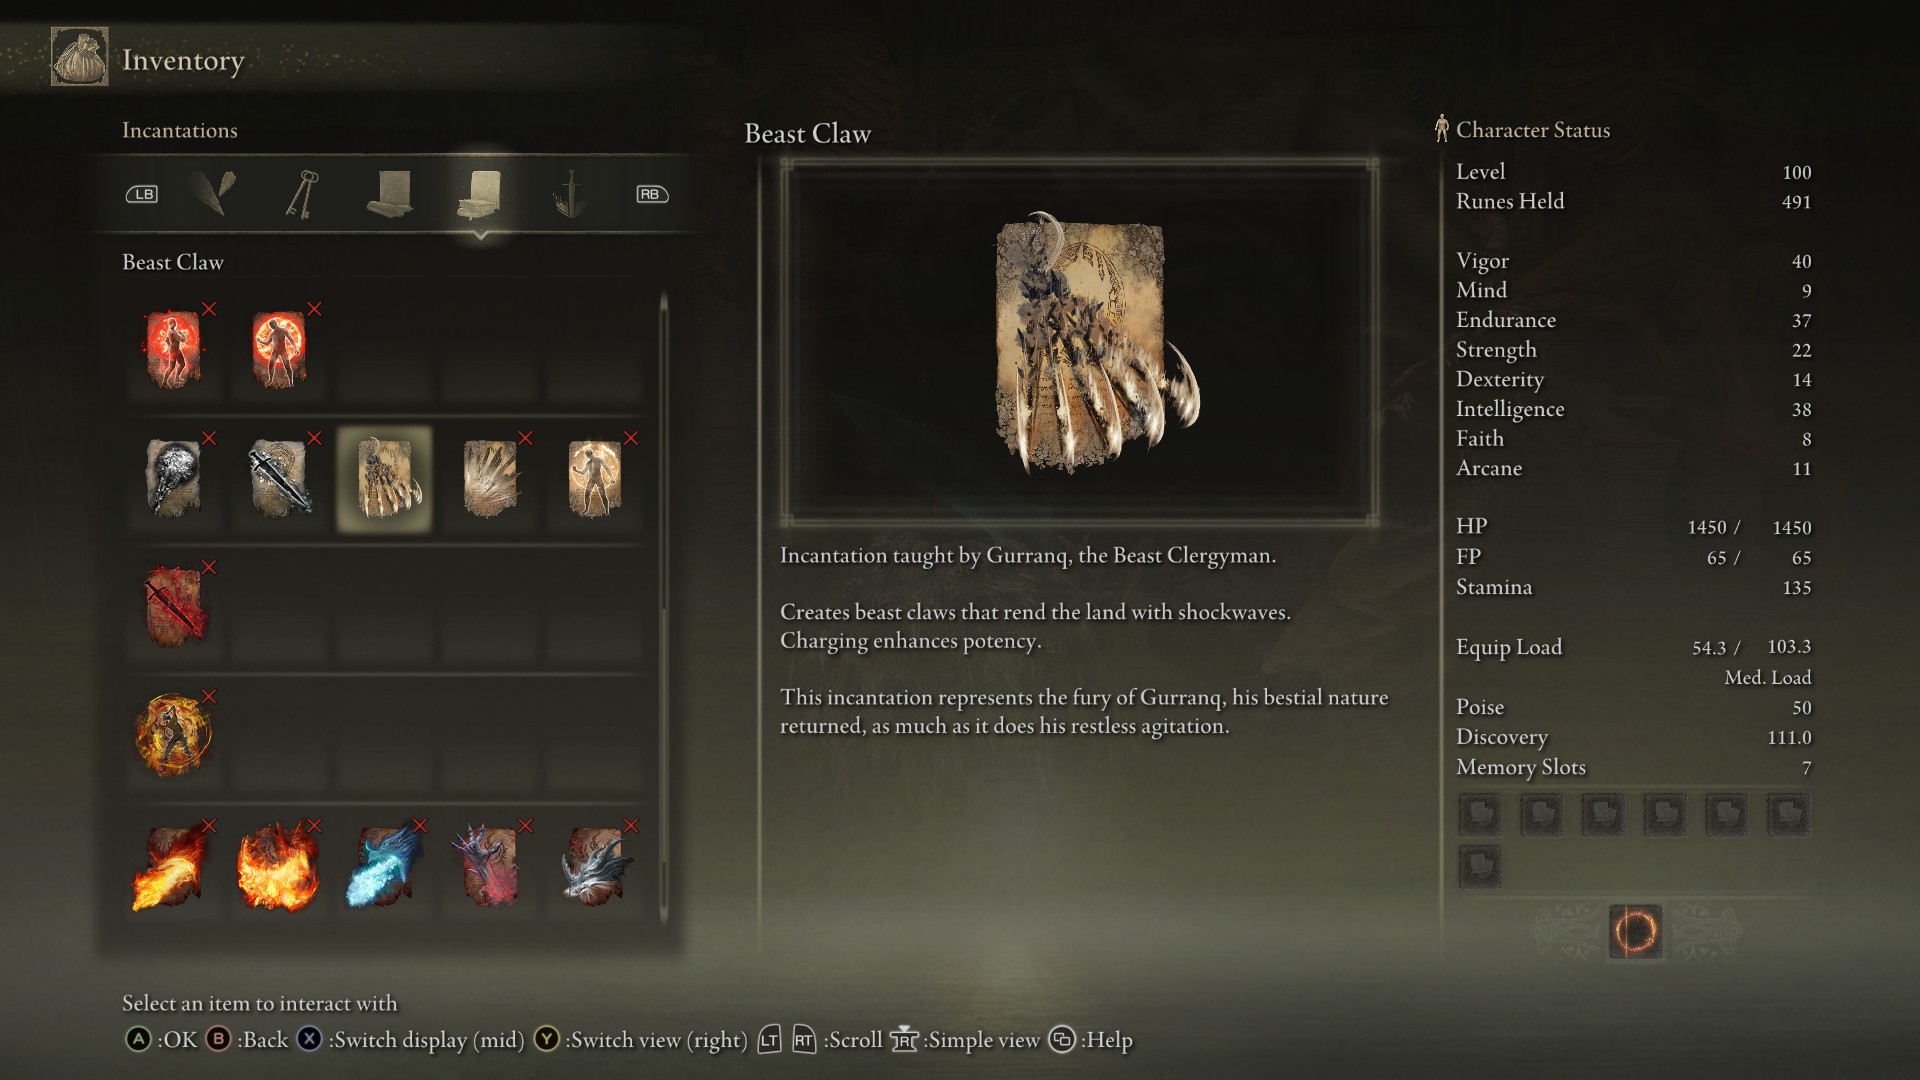 Inventory
Incantations
LB
RB
Beast Claw
Beast Claw
Incantation taught by Gurranq, the Beast Clergyman.
Creates beast claws that rend the land with shockwaves.
Charging enhances potency.
This incantation represents the fury of Gurranq, his bestial nature
returned, as much as it does his restless agitation.
Character Status
Level 100
Runes Held 491
Vigor 40
Mind 9
Endurance 37
Strength 22
Dexterity 14
Intelligence 38
Faith 8
Arcane 11
HP 1450 / 1450
FP 65 / 65
Stamina 135
Equip Load 54.3 / 103.3
Med. Load
Poise 50
Discovery 111.0
Memory Slots 7
Select an item to interact with
A :OK B :Back X :Switch display (mid) Y :Switch view (right) LT RT :Scroll R :Simple view :Help